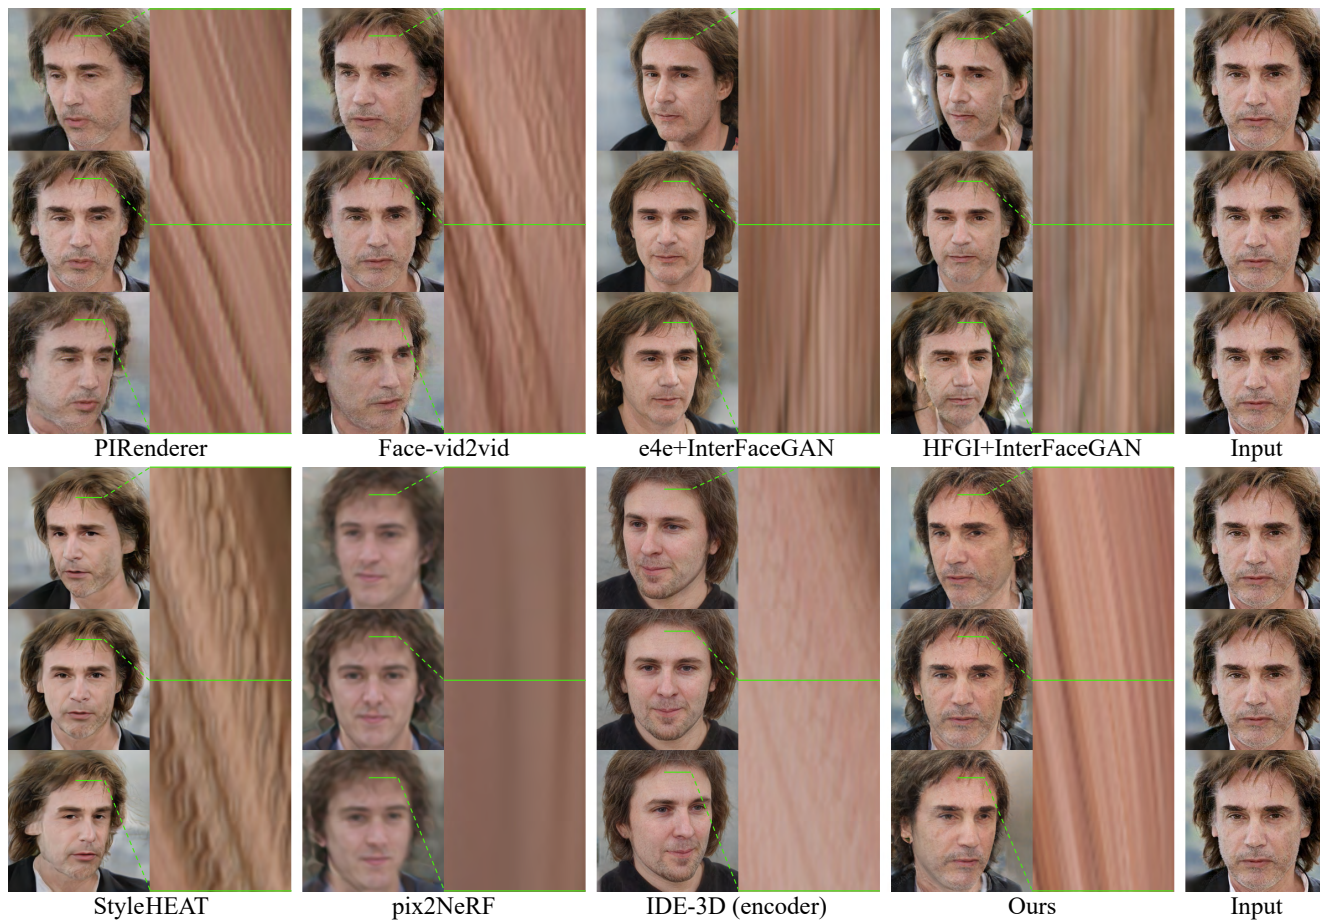 PIRenderer Face-vid2vid e4e+InterFaceGAN HFGI+InterFaceGAN Input
StyleHEAT pix2NeRF IDE-3D (encoder) Ours Input